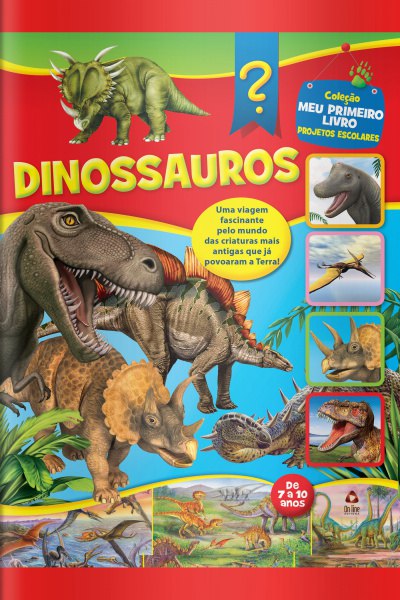 ?
Coleção
MEU PRIMEIRO
LIVRO
PROJETOS ESCOLARES
DINOSSAUROS
Uma viagem
fascinante
pelo mundo
das criaturas mais
antigas que já
povoaram a Terra!
De
7 a 10
anos
On line
EDITORA